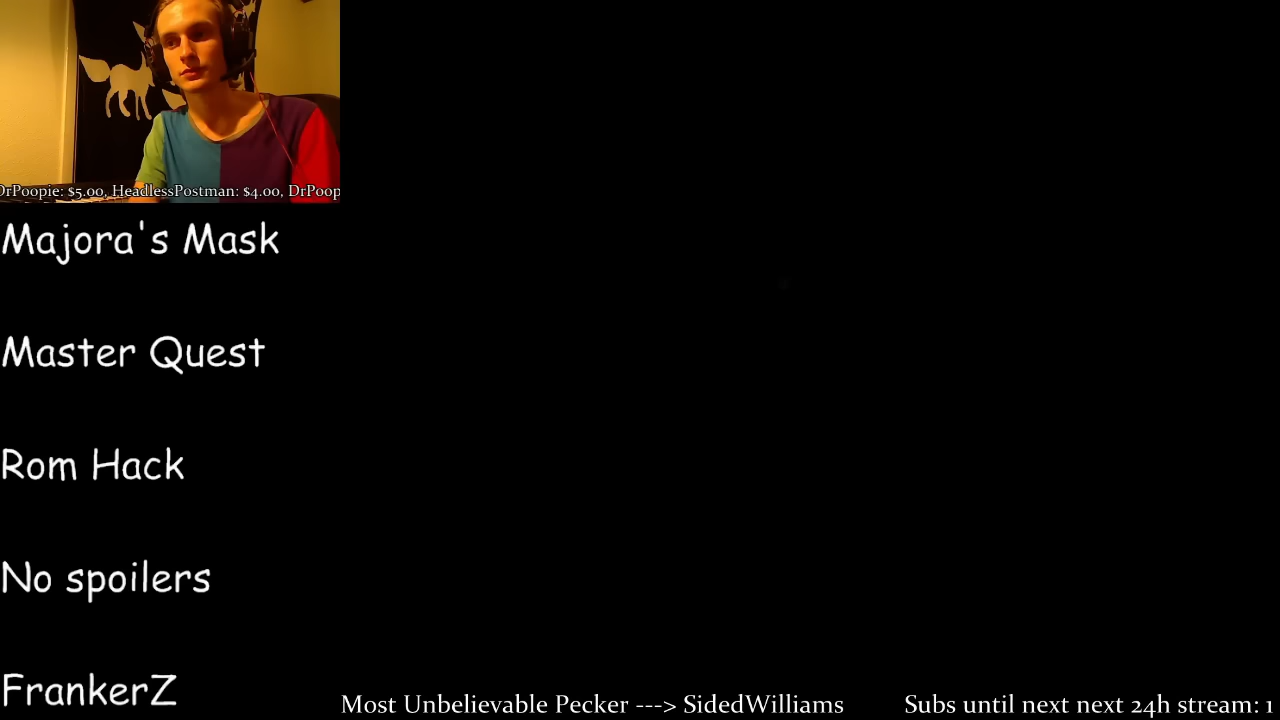 DrPoopie: $5.00, HeadlessPostman: $4.00, DrPoop
Majora's Mask
Master Quest
Rom Hack
No spoilers
FrankerZ
Most Unbelievable Pecker ---> SidedWilliams
Subs until next next 24h stream: 1